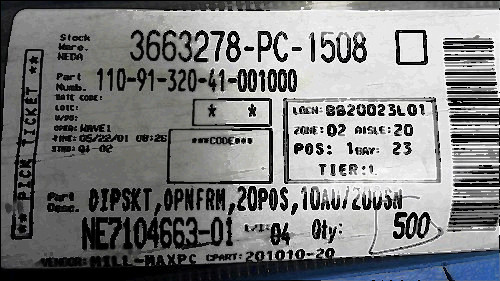 ** PICK TICKET **
Stock
Ware. 3663278-PC-1508
NEDA
Part
Numb. 110-91-320-41-001000
DATE CODE:
LOT#:
W/PO:
OPER: WAVE1
TIME: 05/22/01 08:26
STND: 01-02
* *
***CODE***
LOCN: BB20023L01
ZONE: 02 AISLE: 20
POS: 1 BAY: 23
TIER: L
Part
Desc. DIPSKT,OPNFRM,20POS,10AU/200SN
NE7104663-01 L/I: 04 Qty: 500
VENDOR: MILL-MAXPC CPART: 201010-20